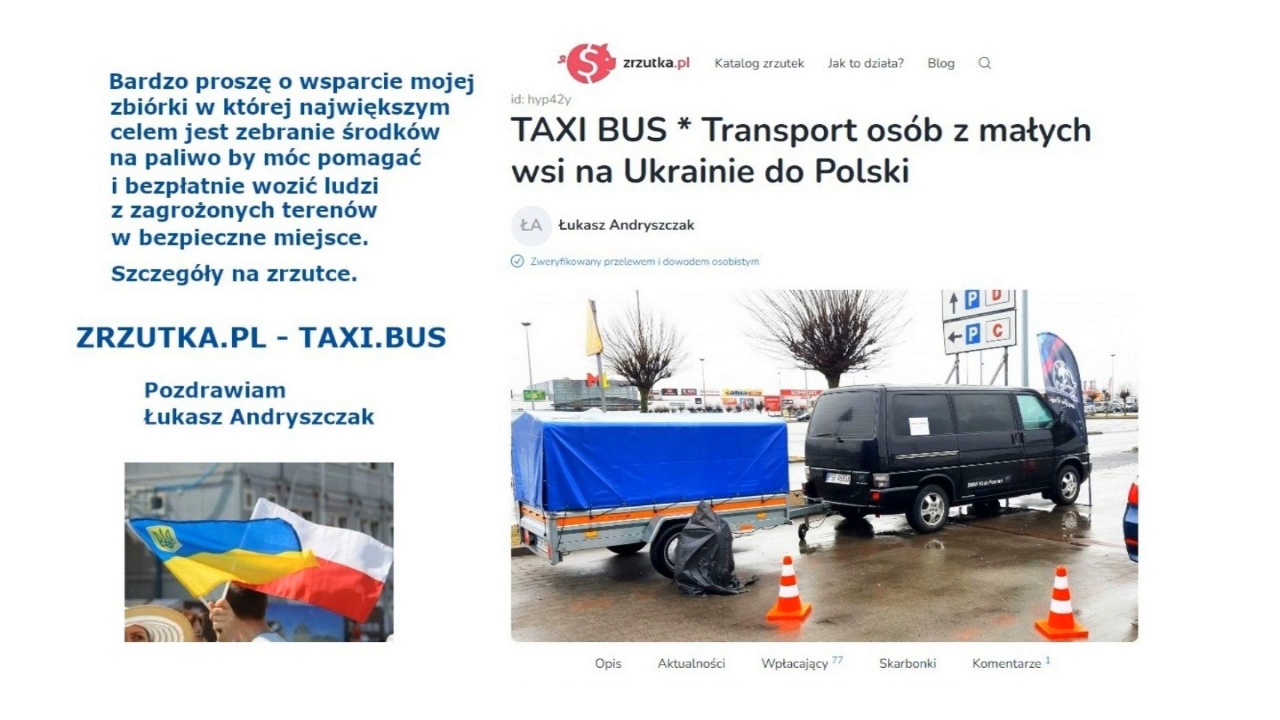 Bardzo proszę o wsparcie mojej
zbiórki w której największym
celem jest zebranie środków
na paliwo by móc pomagać
i bezpłatnie wozić ludzi
z zagrożonych terenów
w bezpieczne miejsce.
Szczegóły na zrzutce.
ZRZUTKA.PL - TAXI.BUS
Pozdrawiam
Łukasz Andryszczak
zrzutka.pl Katalog zrzutek Jak to działa? Blog
id: hyp42y
TAXI BUS * Transport osób z małych
wsi na Ukrainie do Polski
ŁA Łukasz Andryszczak
Zweryfikowany przelewem i dowodem osobistym
P D
P C
Opis Aktualności Wpłacający 77 Skarbonki Komentarze 1